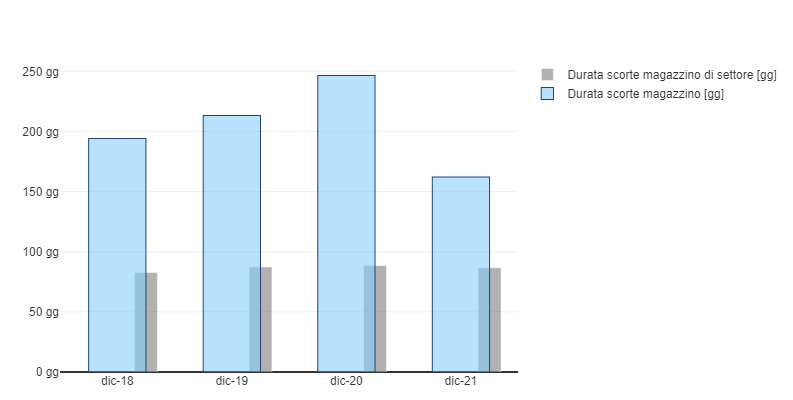 250 gg
200 gg
150 gg
100 gg
50 gg
0 gg
dic-18
dic-19
dic-20
dic-21
Durata scorte magazzino di settore [gg]
Durata scorte magazzino [gg]